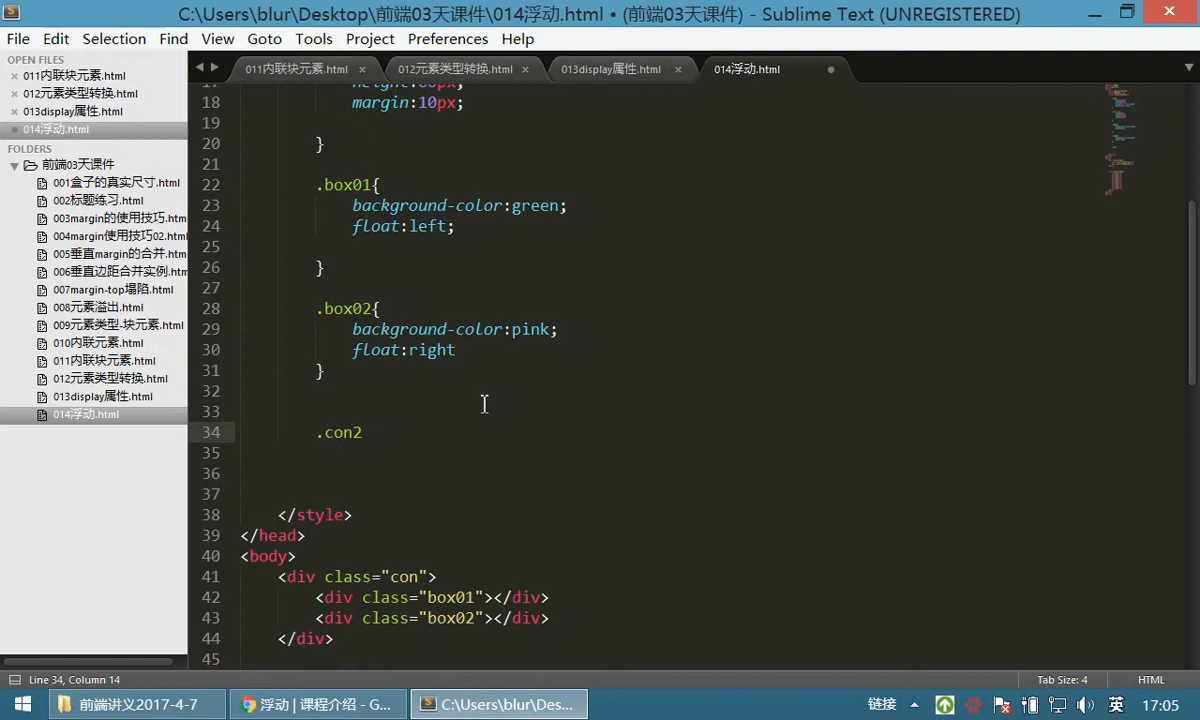 C:\Users\blur\Desktop\前端03天课件\014浮动.html • (前端03天课件) - Sublime Text (UNREGISTERED)
File Edit Selection Find View Goto Tools Project Preferences Help
OPEN FILES
011内联块元素.html
012元素类型转换.html
013display属性.html
014浮动.html
FOLDERS
前端03天课件
001盒子的真实尺寸.html
002标题练习.html
003margin的使用技巧.htm
004margin使用技巧02.htm
005垂直margin的合并.htm
006垂直边距合并实例.htm
007margin-top塌陷.html
008元素溢出.html
009元素类型-块元素.html
010内联元素.html
011内联块元素.html
012元素类型转换.html
013display属性.html
014浮动.html
011内联块元素.html 012元素类型转换.html 013display属性.html 014浮动.html
18 margin:10px;
19
20 }
21
22 .box01{
23 background-color:green;
24 float:left;
25
26 }
27
28 .box02{
29 background-color:pink;
30 float:right
31 }
32
33
34 .con2
35
36
37
38 </style>
39 </head>
40 <body>
41 <div class="con">
42 <div class="box01"></div>
43 <div class="box02"></div>
44 </div>
45
Line 34, Column 14 Tab Size: 4 HTML
前端讲义2017-4-7 浮动 | 课程介绍 - G... C:\Users\blur\Des... 链接 英 17:05